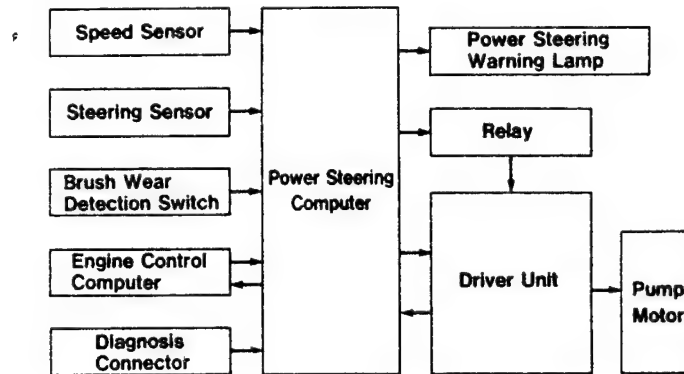 Speed Sensor
Steering Sensor
Brush Wear
Detection Switch
Engine Control
Computer
Diagnosis
Connector
Power Steering
Computer
Power Steering
Warning Lamp
Relay
Driver Unit
Pump
Motor